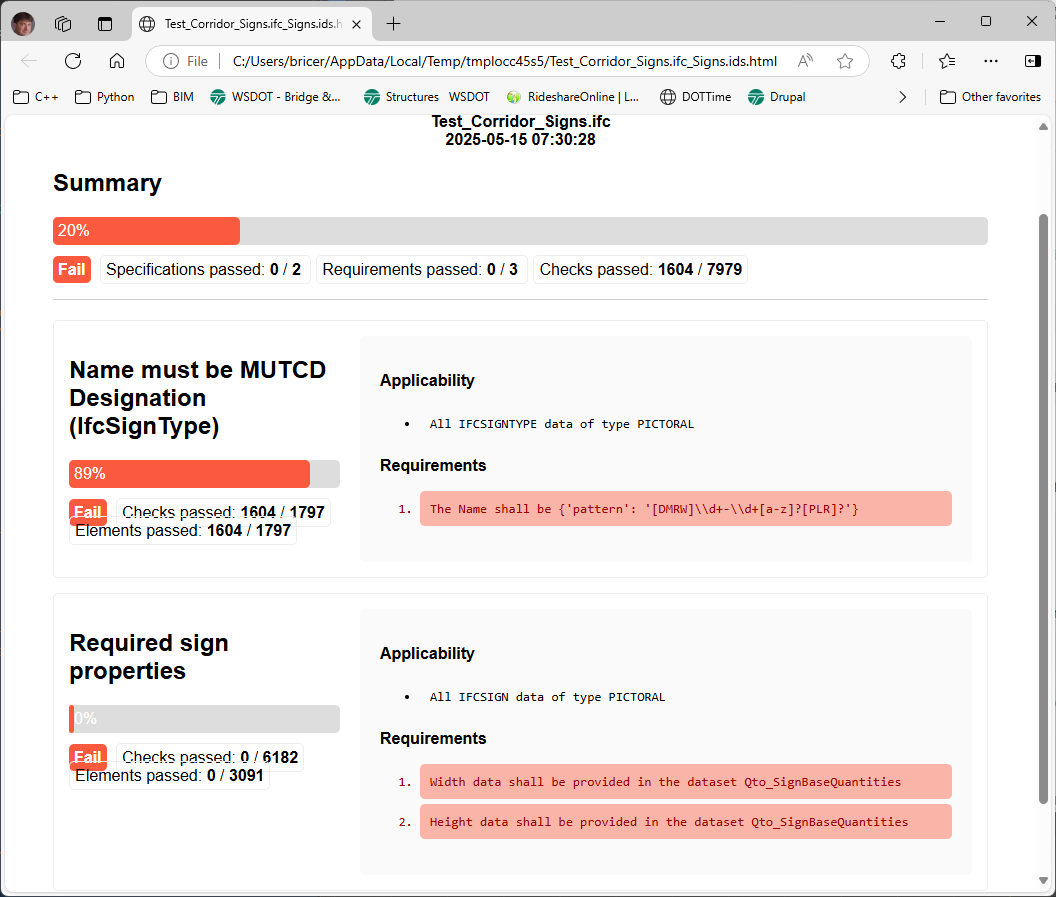 Test_Corridor_Signs.ifc_Signs.ids.h
File
C:/Users/bricer/AppData/Local/Temp/tmplocc45s5/Test_Corridor_Signs.ifc_Signs.ids.html
C++
Python
BIM
WSDOT - Bridge &...
Structures
WSDOT
RideshareOnline | L...
DOTTime
Drupal
Other favorites
Test_Corridor_Signs.ifc
2025-05-15 07:30:28
Summary
20%
Fail
Specifications passed: 0 / 2
Requirements passed: 0 / 3
Checks passed: 1604 / 7979
Name must be MUTCD
Designation
(IfcSignType)
89%
Fail
Checks passed: 1604 / 1797
Elements passed: 1604 / 1797
Applicability
• All IFCSIGNTYPE data of type PICTORAL
Requirements
1. The Name shall be {'pattern': '[DMRW]\\d+-\\d+[a-z]?[PLR]?'}
Required sign
properties
0%
Fail
Checks passed: 0 / 6182
Elements passed: 0 / 3091
Applicability
• All IFCSIGN data of type PICTORAL
Requirements
1. Width data shall be provided in the dataset Qto_SignBaseQuantities
2. Height data shall be provided in the dataset Qto_SignBaseQuantities